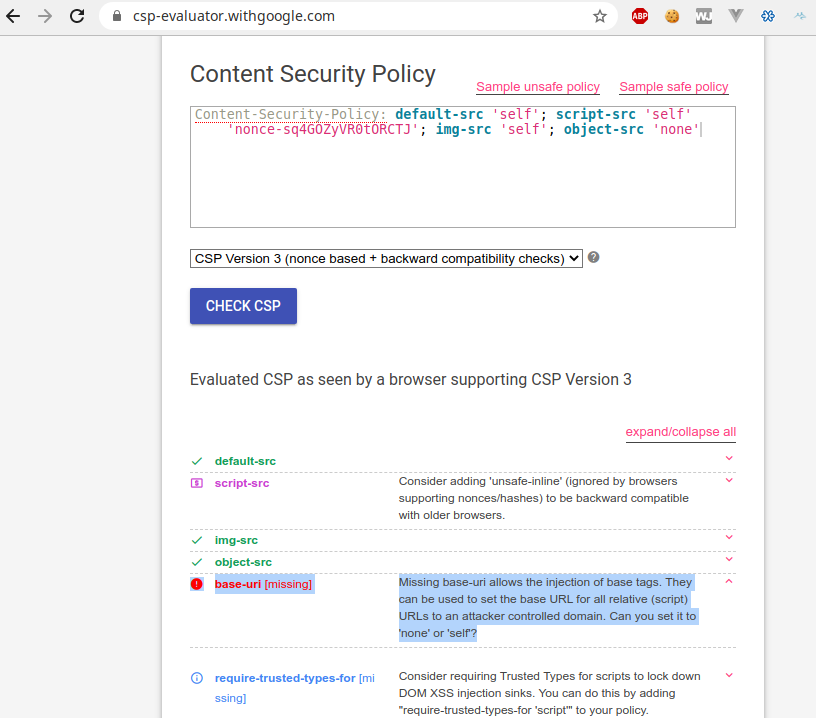 csp-evaluator.withgoogle.com
ABP
WJ
Content Security Policy
Sample unsafe policy Sample safe policy
Content-Security-Policy: default-src 'self'; script-src 'self'
'nonce-sq4GOZyVR0tORCTJ'; img-src 'self'; object-src 'none'
CSP Version 3 (nonce based + backward compatibility checks)
?
CHECK CSP
Evaluated CSP as seen by a browser supporting CSP Version 3
expand/collapse all
default-src
script-src
Consider adding 'unsafe-inline' (ignored by browsers
supporting nonces/hashes) to be backward compatible
with older browsers.
img-src
object-src
base-uri [missing]
Missing base-uri allows the injection of base tags. They
can be used to set the base URL for all relative (script)
URLs to an attacker controlled domain. Can you set it to
'none' or 'self'?
require-trusted-types-for [mi
ssing]
Consider requiring Trusted Types for scripts to lock down
DOM XSS injection sinks. You can do this by adding
"require-trusted-types-for 'script'" to your policy.